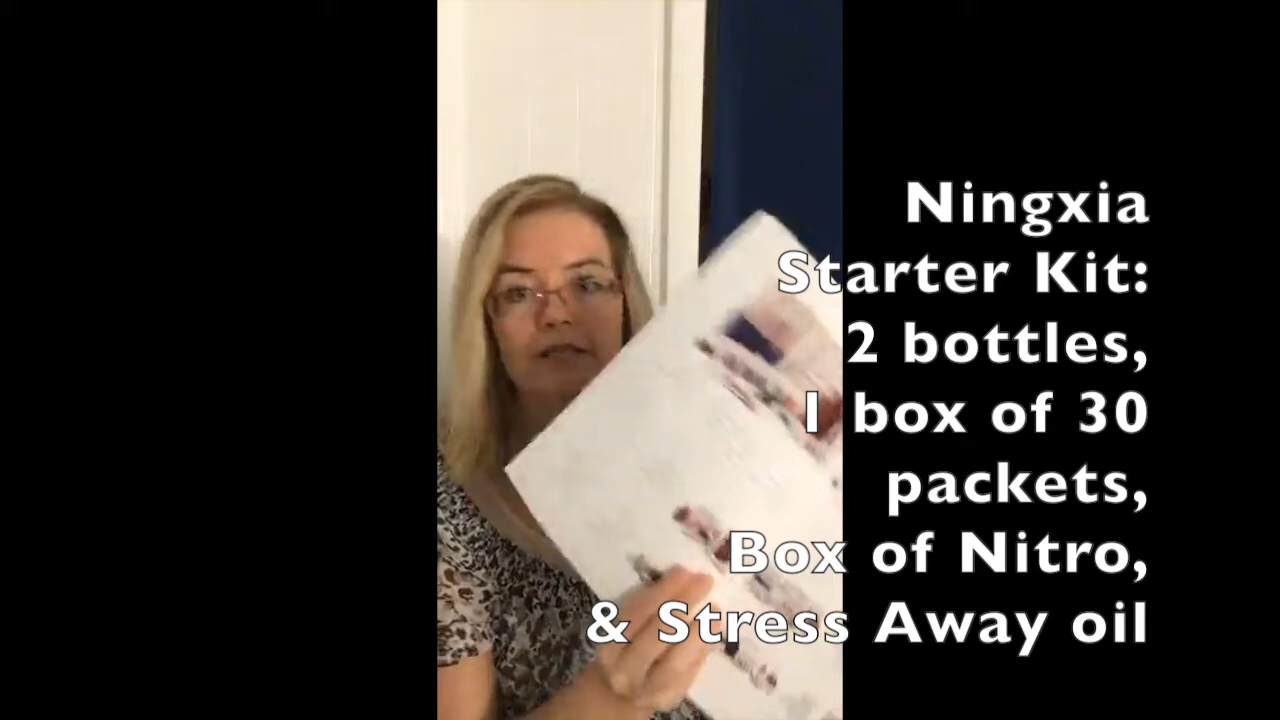 Ningxia
Starter Kit:
2 bottles,
1 box of 30
packets,
Box of Nitro,
& Stress Away oil